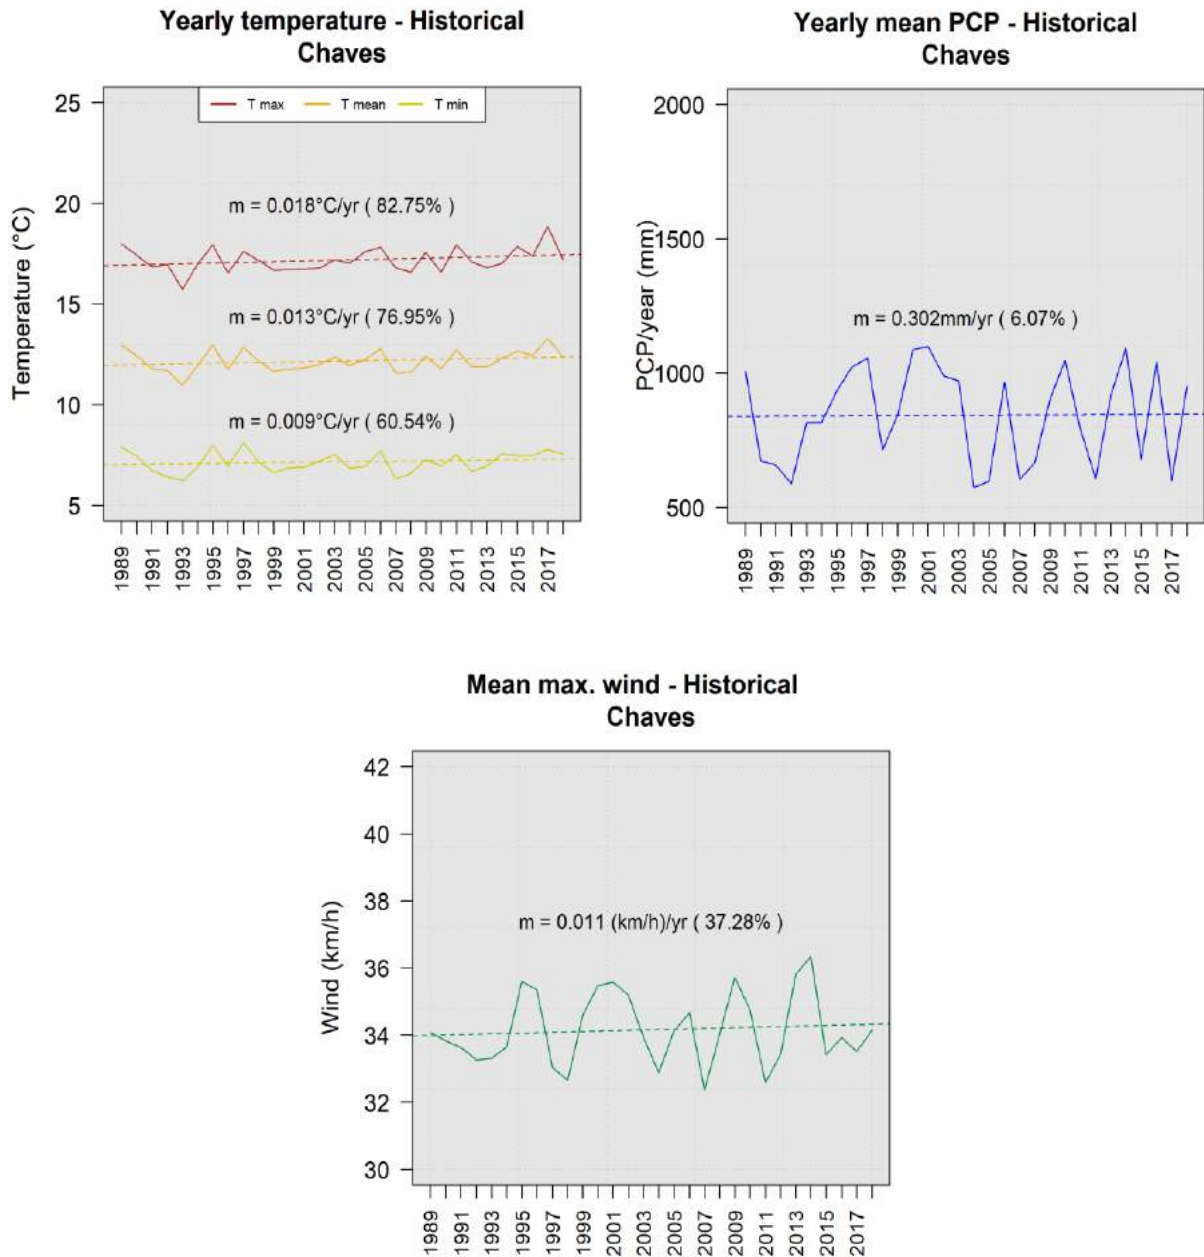 Yearly temperature - Historical
Chaves
T max T mean T min
25
20
15
10
5
Temperature (°C)
m = 0.018°C/yr ( 82.75% )
m = 0.013°C/yr ( 76.95% )
m = 0.009°C/yr ( 60.54% )
1989 1991 1993 1995 1997 1999 2001 2003 2005 2007 2009 2011 2013 2015 2017
Yearly mean PCP - Historical
Chaves
2000
1500
1000
500
PCP/year (mm)
m = 0.302mm/yr ( 6.07% )
1989 1991 1993 1995 1997 1999 2001 2003 2005 2007 2009 2011 2013 2015 2017
Mean max. wind - Historical
Chaves
42
40
38
36
34
32
30
Wind (km/h)
m = 0.011 (km/h)/yr ( 37.28% )
1989 1991 1993 1995 1997 1999 2001 2003 2005 2007 2009 2011 2013 2015 2017